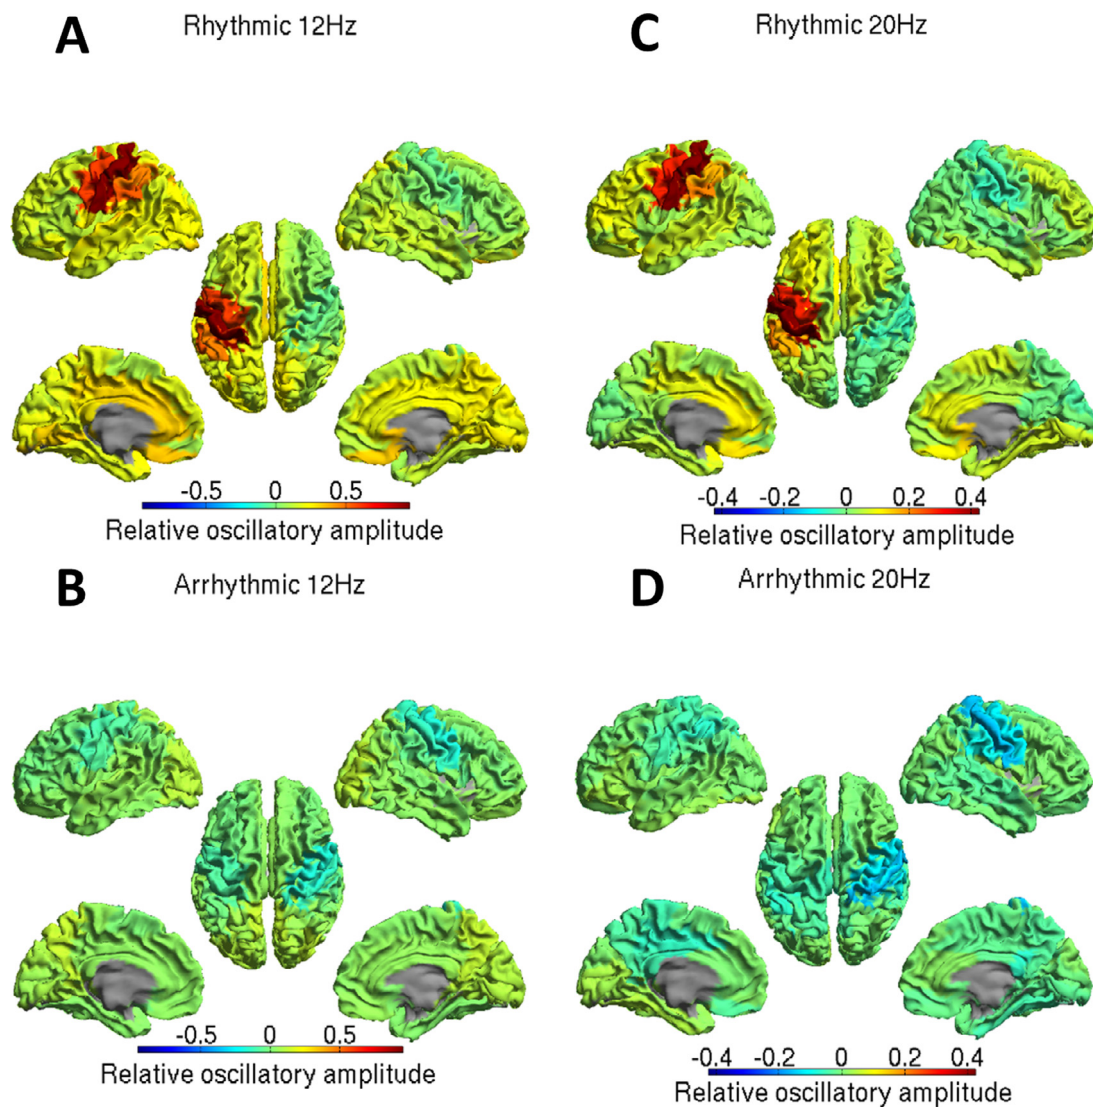 A Rhythmic 12Hz
-0.5 0 0.5
Relative oscillatory amplitude
B Arrhythmic 12Hz
-0.5 0 0.5
Relative oscillatory amplitude
C Rhythmic 20Hz
-0.4 -0.2 0 0.2 0.4
Relative oscillatory amplitude
D Arrhythmic 20Hz
-0.4 -0.2 0 0.2 0.4
Relative oscillatory amplitude